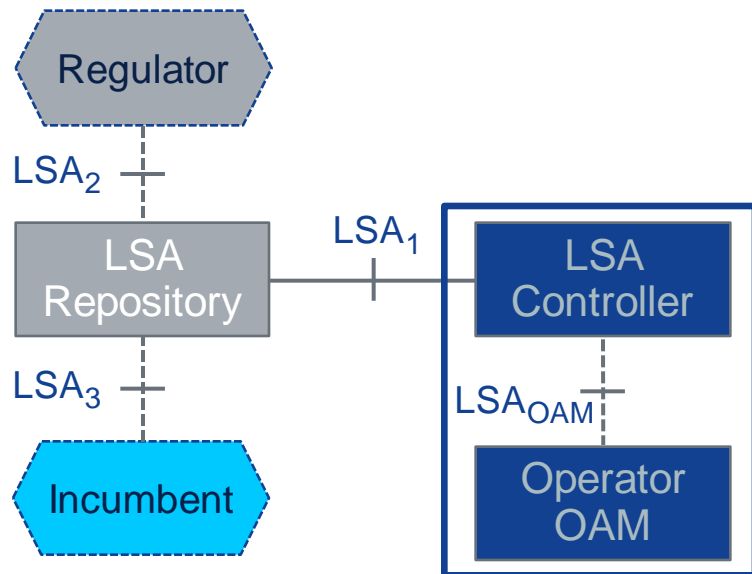 Regulator
LSA2
LSA
Repository
LSA1
LSA
Controller
LSA3
LSAOAM
Incumbent
Operator
OAM